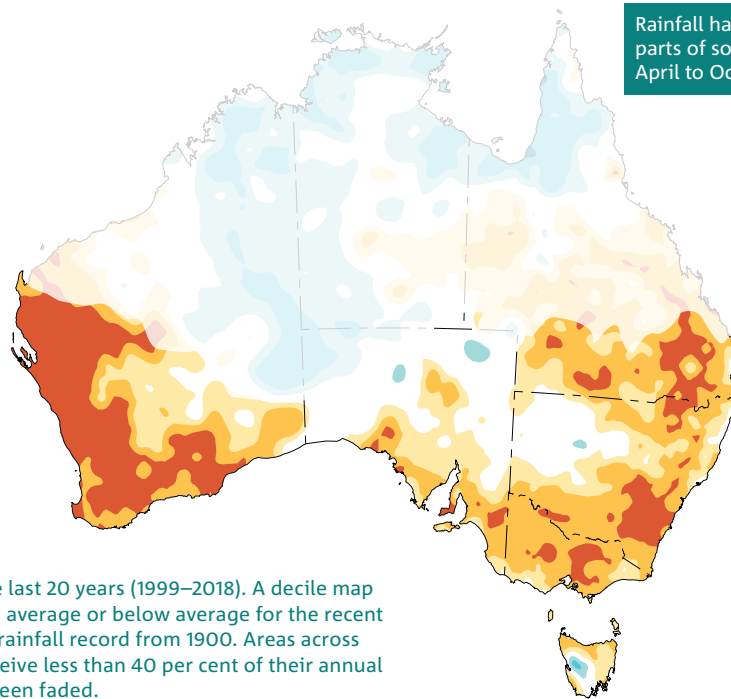 Rainfall ha
parts of so
April to Oc
e last 20 years (1999–2018). A decile map
average or below average for the recent
rainfall record from 1900. Areas across
eive less than 40 per cent of their annual
een faded.